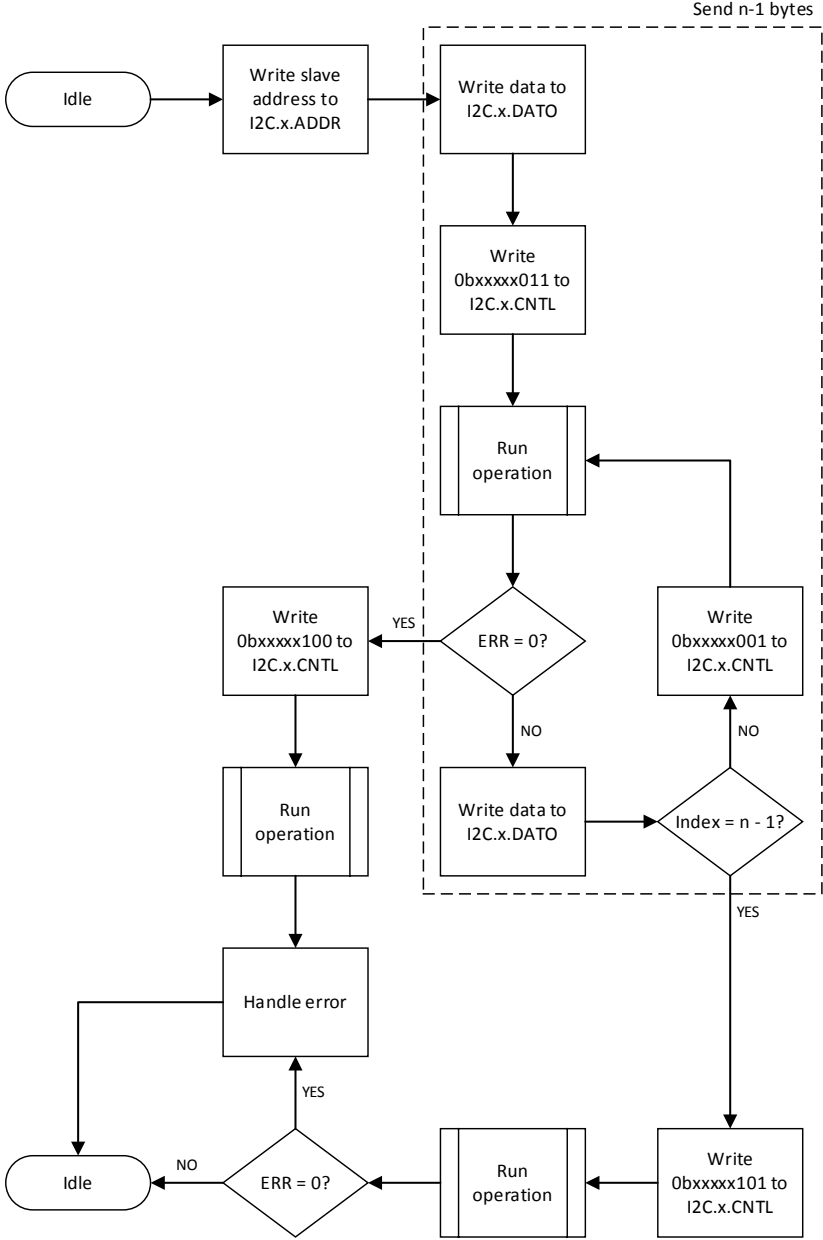 Send n-1 bytes
Idle
Write slave
address to
I2C.x.ADDR
Write data to
I2C.x.DATO
Write
0bxxxxx011 to
I2C.x.CNTL
Run
operation
Write
0bxxxxx100 to
I2C.x.CNTL
YES
ERR = 0?
Write
0bxxxxx001 to
I2C.x.CNTL
NO
NO
Run
operation
Write data to
I2C.x.DATO
Index = n - 1?
YES
Handle error
YES
Idle
NO
ERR = 0?
Run
operation
Write
0bxxxxx101 to
I2C.x.CNTL